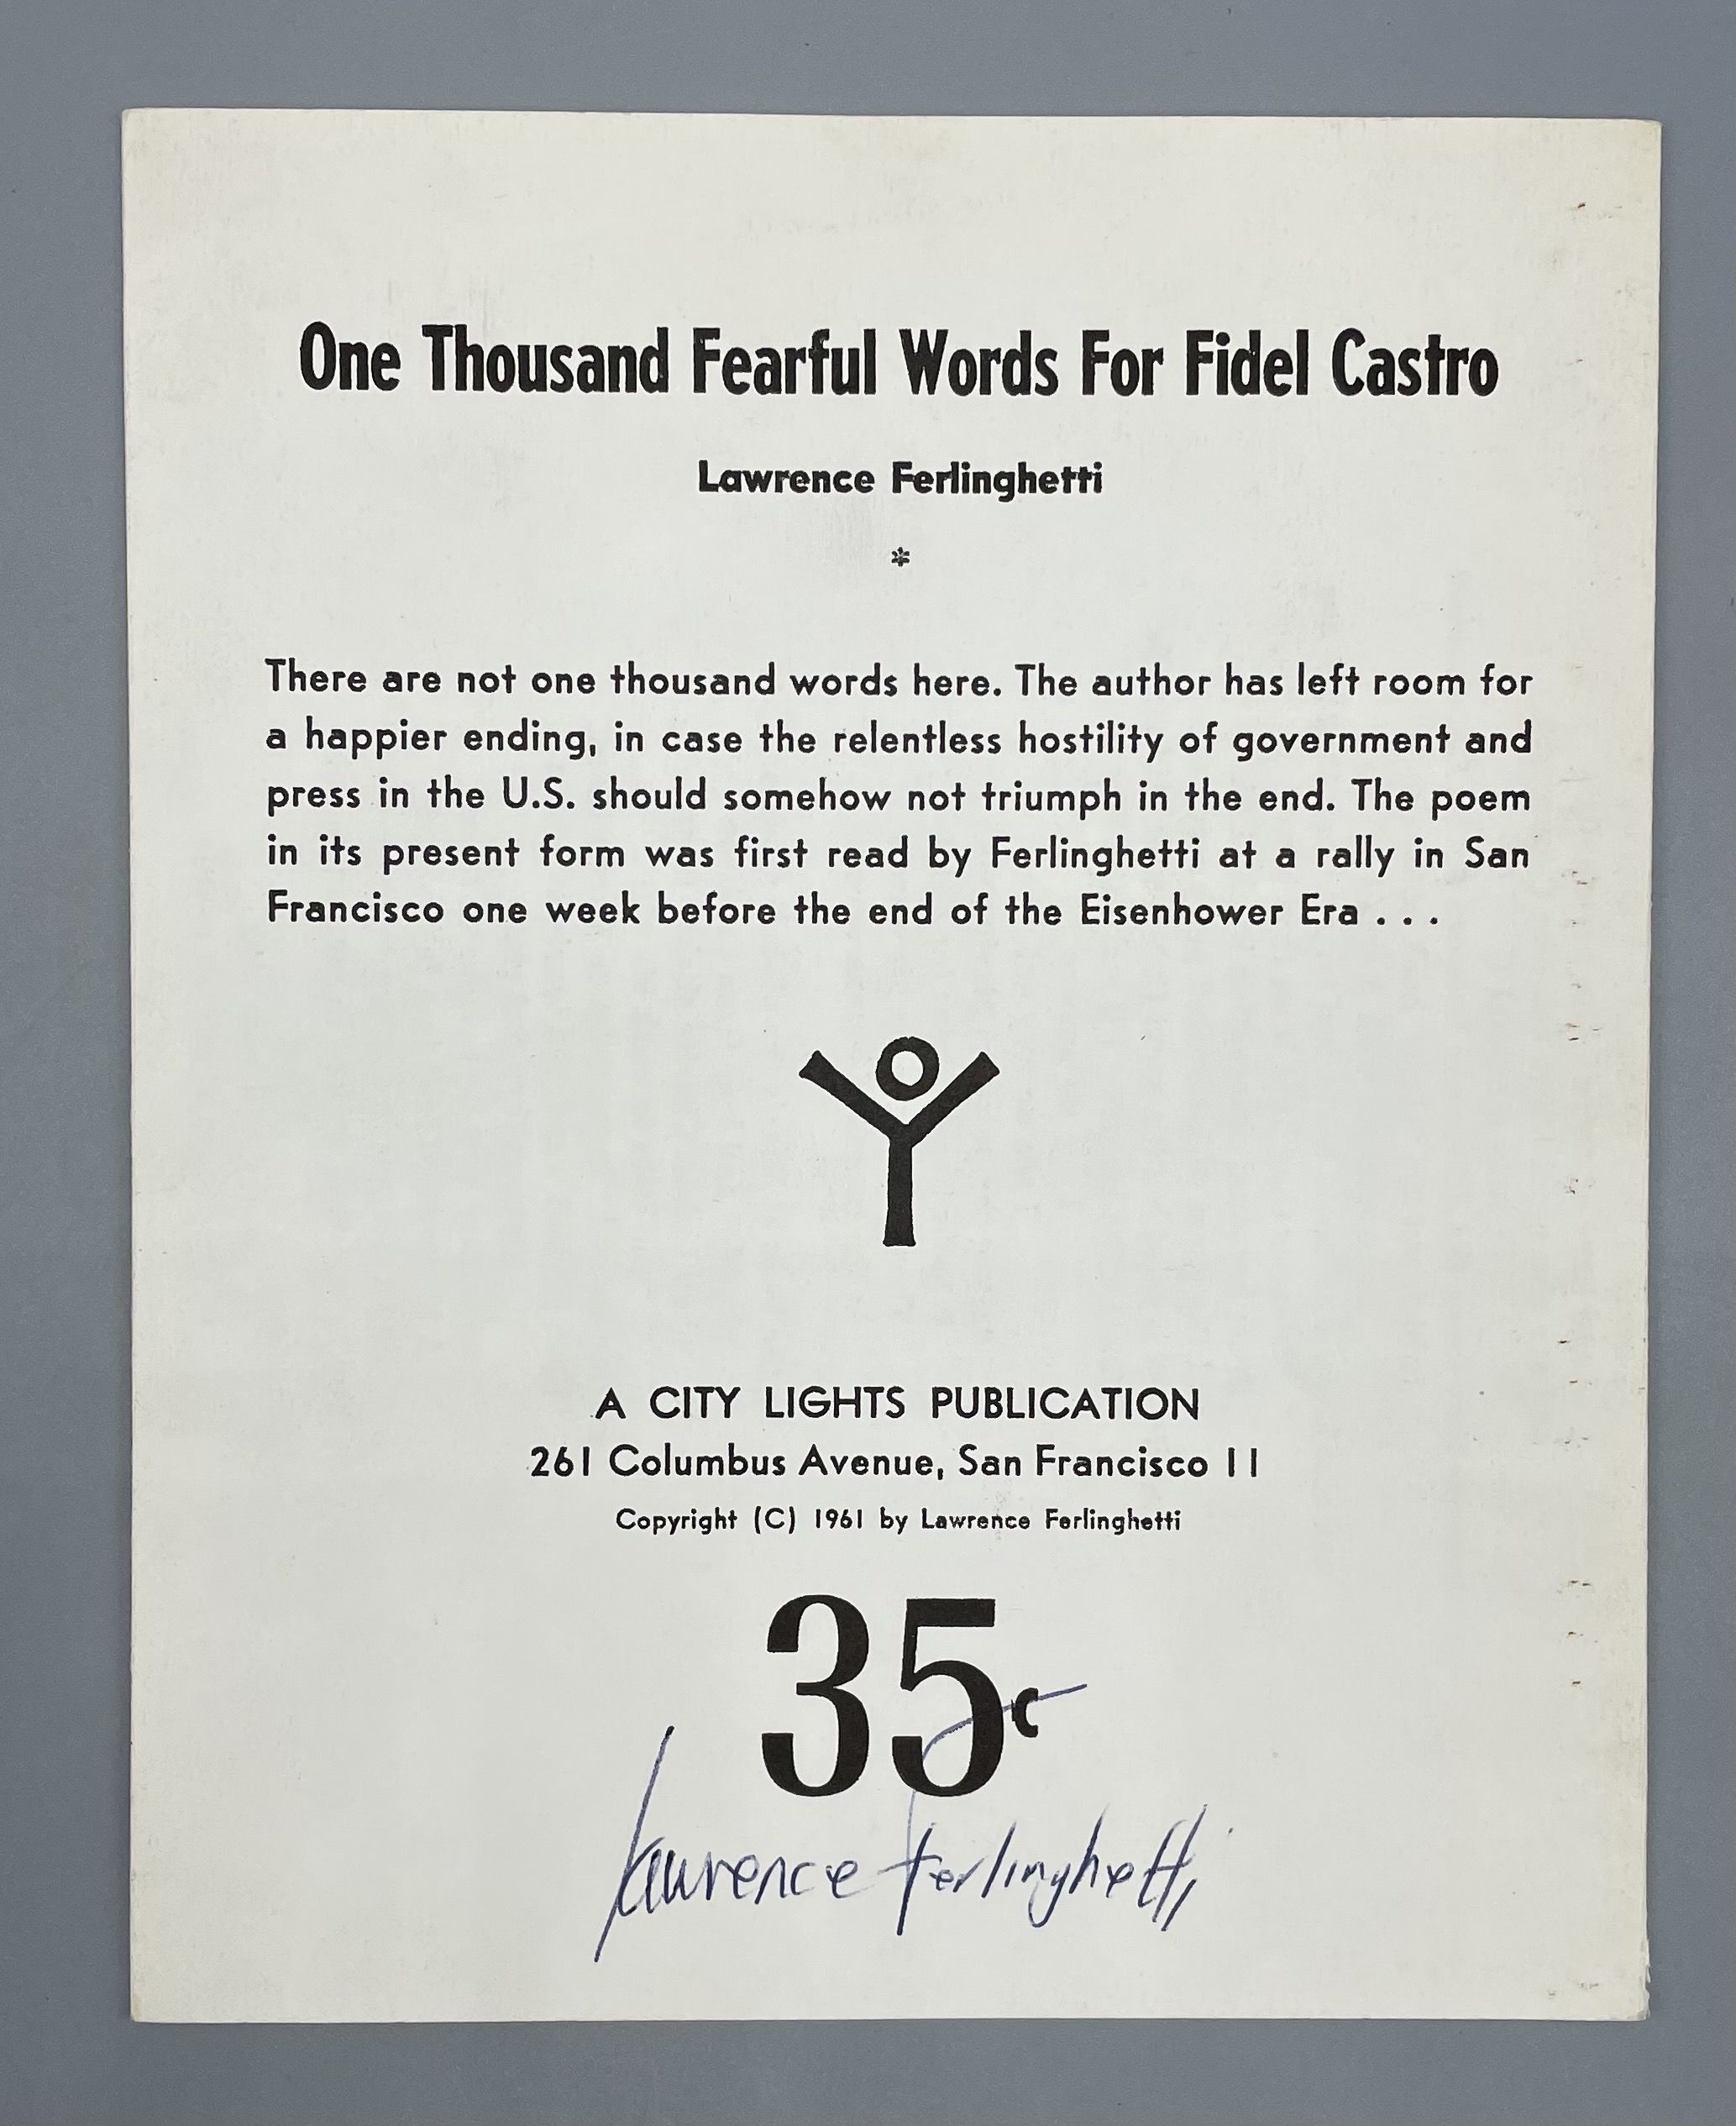 One Thousand Fearful Words For Fidel Castro
Lawrence Ferlinghetti
*
There are not one thousand words here. The author has left room for
a happier ending, in case the relentless hostility of government and
press in the U.S. should somehow not triumph in the end. The poem
in its present form was first read by Ferlinghetti at a rally in San
Francisco one week before the end of the Eisenhower Era . . .
A CITY LIGHTS PUBLICATION
261 Columbus Avenue, San Francisco 11
Copyright (C) 1961 by Lawrence Ferlinghetti
35c
Lawrence Ferlinghetti